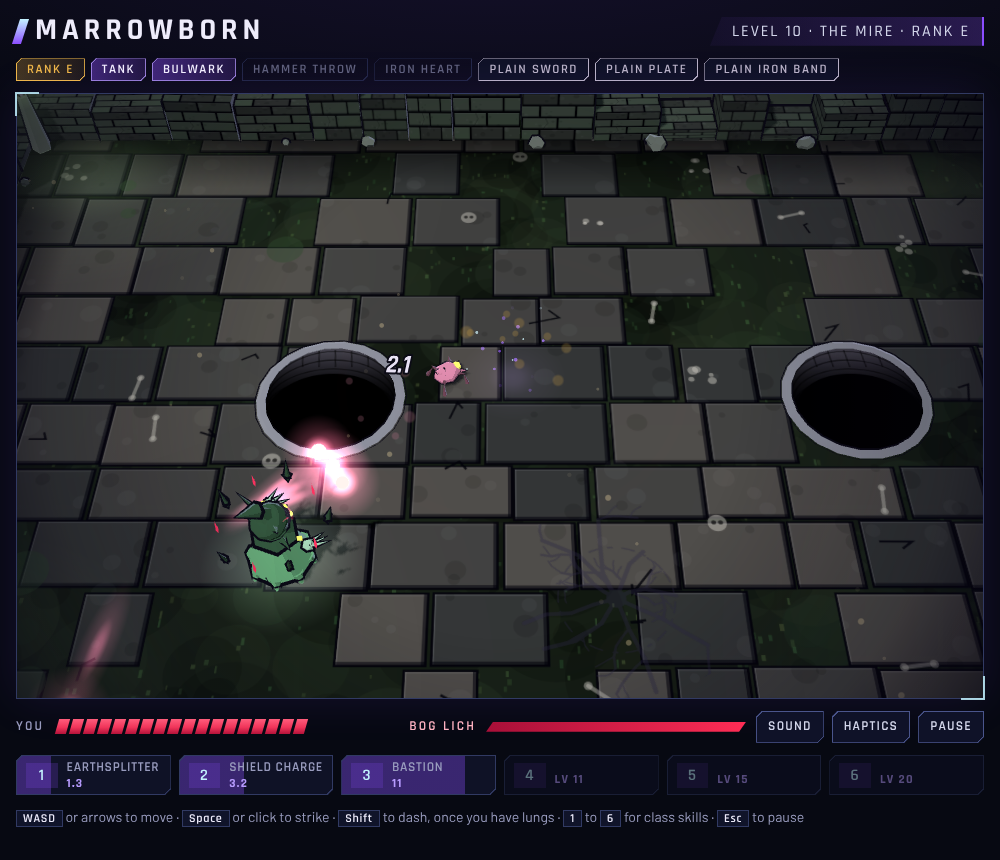 MARROWBORN
LEVEL 10 · THE MIRE · RANK E
RANK E TANK BULWARK HAMMER THROW IRON HEART PLAIN SWORD PLAIN PLATE PLAIN IRON BAND
2.1
YOU BOG LICH SOUND HAPTICS PAUSE
1 EARTHSPLITTER 1.3 2 SHIELD CHARGE 3.2 3 BASTION 11 4 LV 11 5 LV 15 6 LV 20
WASD or arrows to move · Space or click to strike · Shift to dash, once you have lungs · 1 to 6 for class skills · Esc to pause